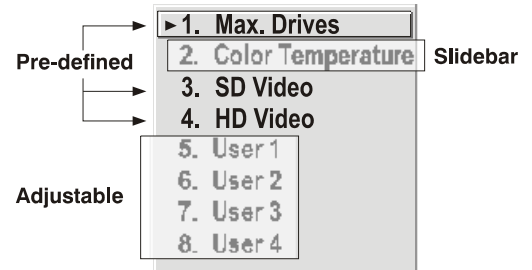 1. Max. Drives
Pre-defined
2. Color Temperature
Slidebar
3. SD Video
4. HD Video
5. User 1
6. User 2
Adjustable
7. User 3
8. User 4